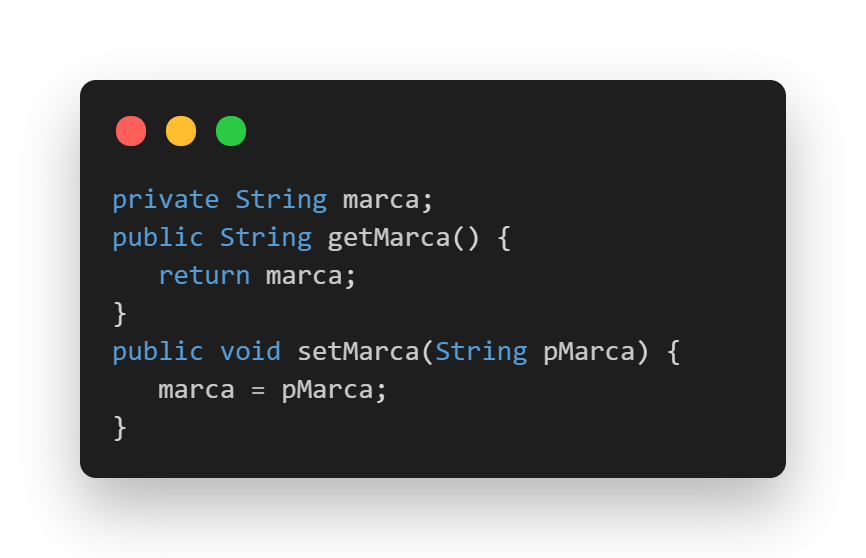 private String marca;
public String getMarca() {
   return marca;
}
public void setMarca(String pMarca) {
   marca = pMarca;
}